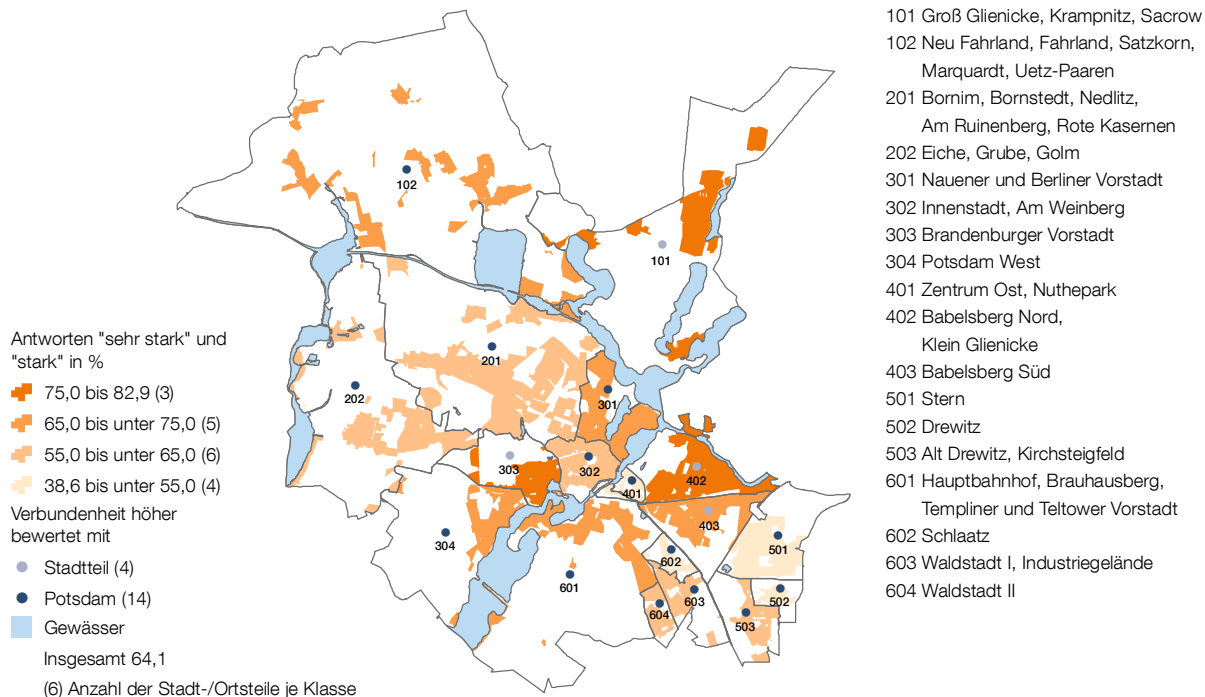 101 Groß Glienicke, Krampnitz, Sacrow
102 Neu Fahrland, Fahrland, Satzkorn,
Marquardt, Uetz-Paaren
201 Bornim, Bornstedt, Nedlitz,
Am Ruinenberg, Rote Kasernen
202 Eiche, Grube, Golm
301 Nauener und Berliner Vorstadt
302 Innenstadt, Am Weinberg
303 Brandenburger Vorstadt
304 Potsdam West
401 Zentrum Ost, Nuthepark
402 Babelsberg Nord,
Klein Glienicke
403 Babelsberg Süd
501 Stern
502 Drewitz
503 Alt Drewitz, Kirchsteigfeld
601 Hauptbahnhof, Brauhausberg,
Templiner und Teltower Vorstadt
602 Schlaatz
603 Waldstadt I, Industriegelände
604 Waldstadt II
102
101
201
202
301
303
302
401
402
403
304
501
602
601
502
603
604
503
Antworten "sehr stark" und
"stark" in %
75,0 bis 82,9 (3)
65,0 bis unter 75,0 (5)
55,0 bis unter 65,0 (6)
38,6 bis unter 55,0 (4)
Verbundenheit höher
bewertet mit
Stadtteil (4)
Potsdam (14)
Gewässer
Insgesamt 64,1
(6) Anzahl der Stadt-/Ortsteile je Klasse